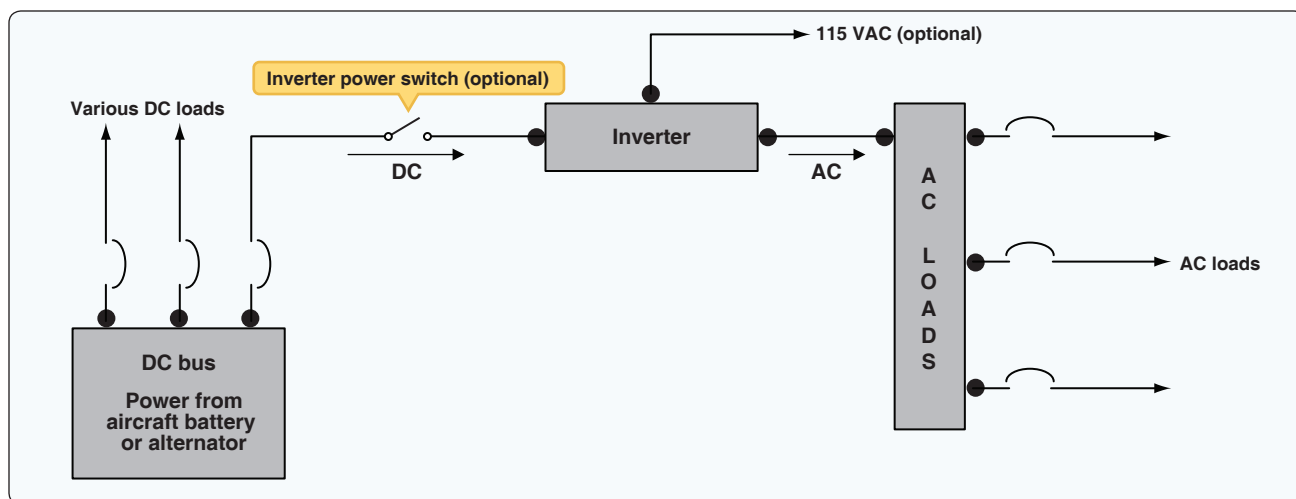 115 VAC (optional)
Inverter power switch (optional)
Various DC loads
Inverter
DC
AC
A
C
L
O
A
D
S
AC loads
DC bus
Power from
aircraft battery
or alternator